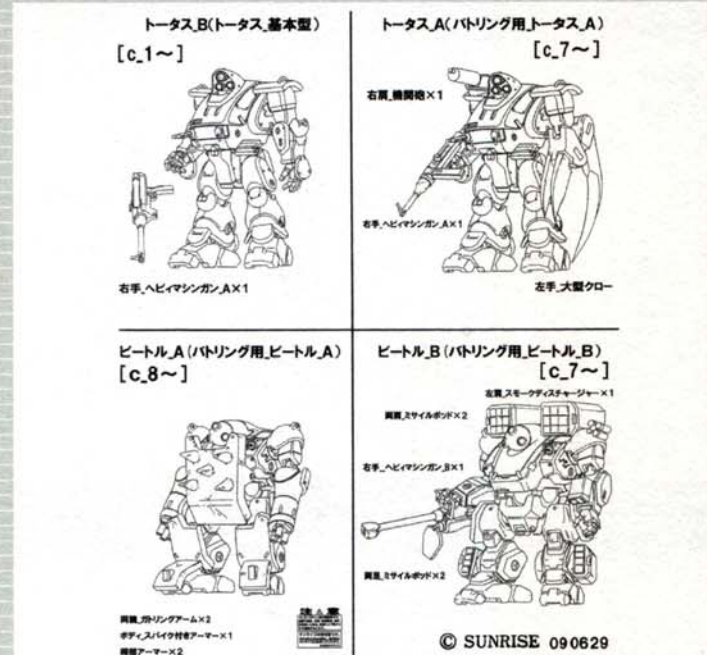 トータス_B(トータス_基本型)
[c_1～]
右手_ヘビィマシンガン_A×1
トータス_A(バトリング用_トータス_A)
[c_7～]
右肩_機関砲×1
右手_ヘビィマシンガン_A×1
左手_大型クロー
ビートル_A(バトリング用_ビートル_A)
[c_8～]
両腕_ガトリングアーム×2
ボディ_スパイク付きアーマー×1
アーマー×2
注⚠意
ビートル_B(バトリング用_ビートル_B)
[c_7～]
左肩_スモークディスチャージャー×1
両肩_ミサイルポッド×2
右手_ヘビィマシンガン_B×1
両足_ミサイルポッド×2
© SUNRISE 090629